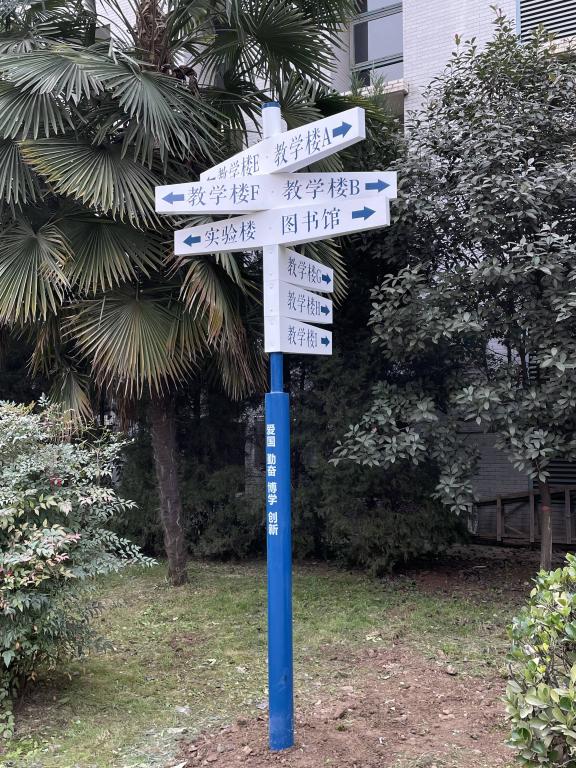 教学楼E 教学楼A
教学楼F 教学楼B
实验楼 图书馆
教学楼G
教学楼H
教学楼I
爱国 勤奋 博学 创新